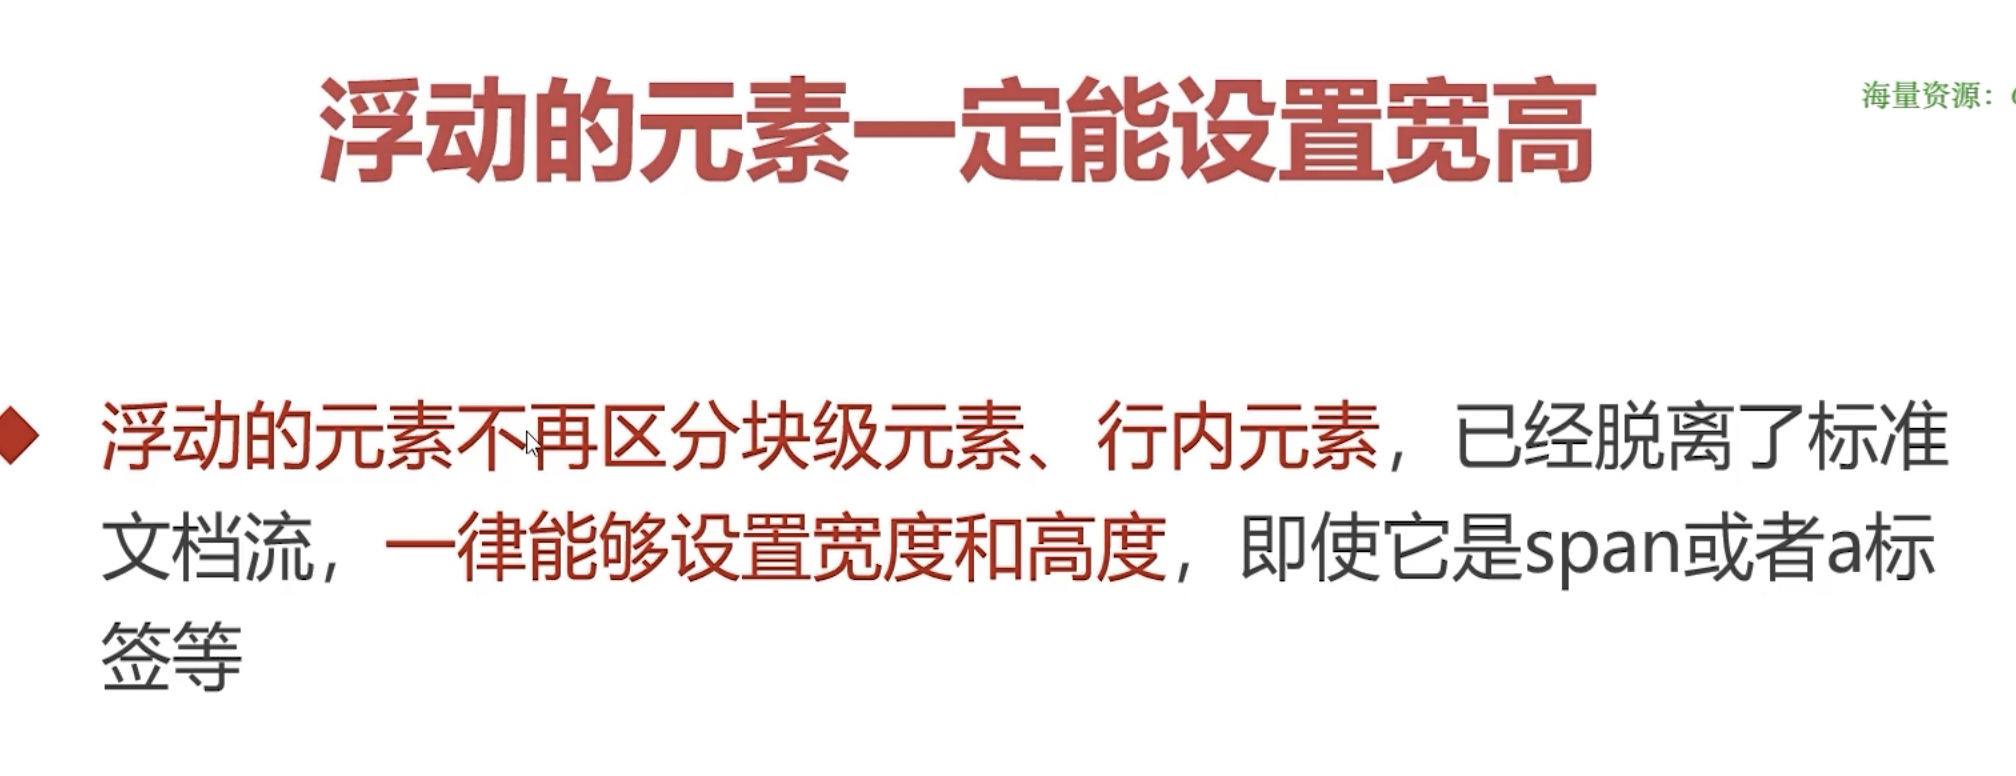 浮动的元素一定能设置宽高
海量资源：
浮动的元素不再区分块级元素、行内元素，已经脱离了标准
文档流，一律能够设置宽度和高度，即使它是span或者a标
签等